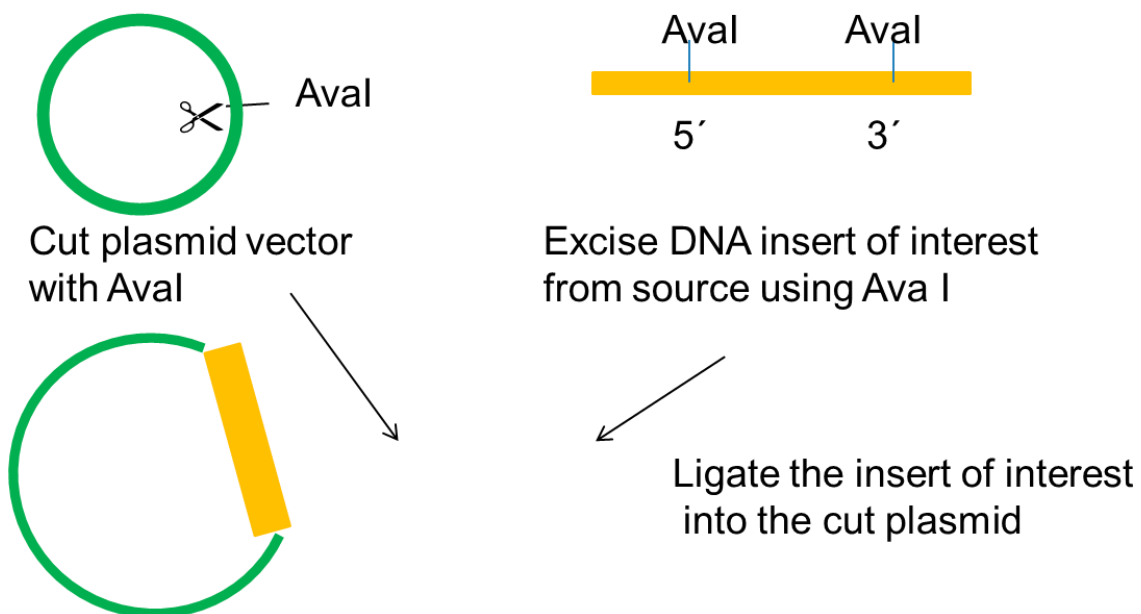 AvaI
AvaI AvaI
5´ 3´
Cut plasmid vector
with AvaI
Excise DNA insert of interest
from source using Ava I
Ligate the insert of interest
into the cut plasmid